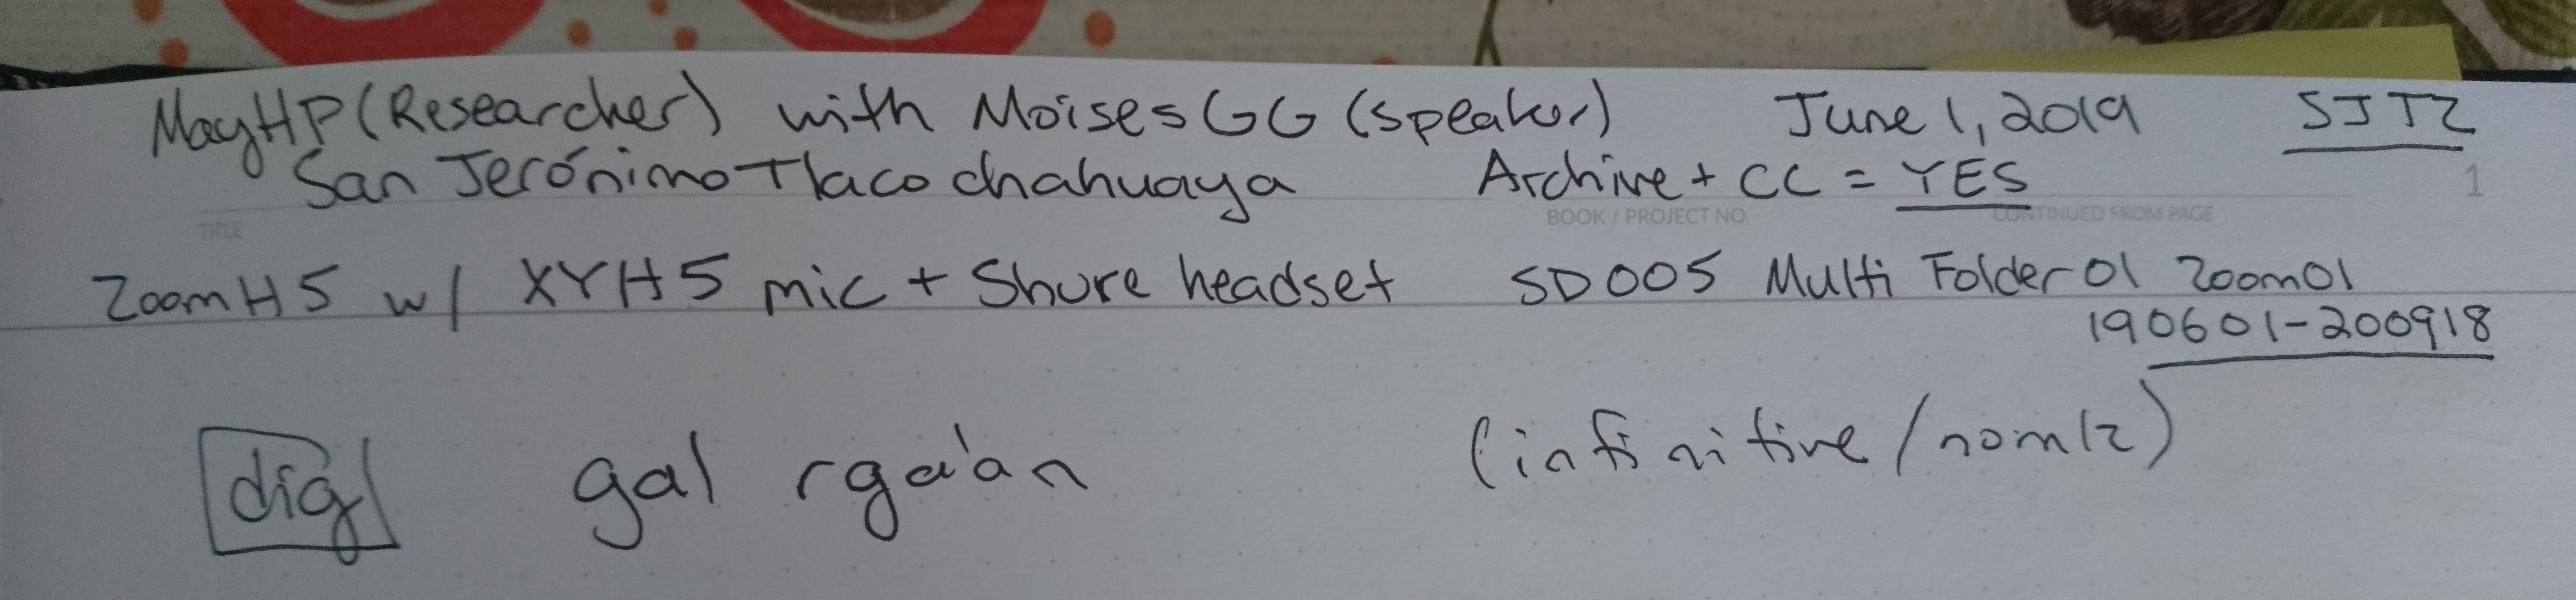 MayHP (Researcher) with Moises GG (speaker) June 1, 2019 SJTZ
San Jerónimo Tlacochahuaya Archive + CC = YES 1
TITLE BOOK / PROJECT NO. CONTINUED FROM PAGE
ZoomH5 w/ XYH5 mic + Shure headset SD005 Multi Folder01 Zoom01
190601-200918
dig gal rga'an (infinitive/nomlz)